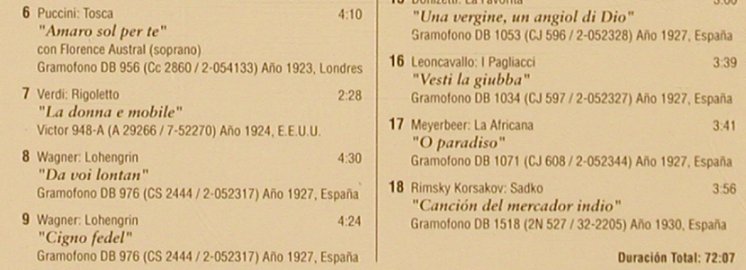 6 Puccini: Tosca 4:10
"Amaro sol per te"
con Florence Austral (soprano)
Gramofono DB 956 (Cc 2860 / 2-054133) Año 1923, Londres
7 Verdi: Rigoletto 2:28
"La donna e mobile"
Victor 948-A (A 29266 / 7-52270) Año 1924, E.E.U.U.
8 Wagner: Lohengrin 4:30
"Da voi lontan"
Gramofono DB 976 (CS 2444 / 2-052317) Año 1927, España
9 Wagner: Lohengrin 4:24
"Cigno fedel"
Gramofono DB 976 (CS 2444 / 2-052317) Año 1927, España
15 Donizetti: La Favorita
"Una vergine, un angiol di Dio"
Gramofono DB 1053 (CJ 596 / 2-052328) Año 1927, España
16 Leoncavallo: I Pagliacci 3:39
"Vesti la giubba"
Gramofono DB 1034 (CJ 597 / 2-052327) Año 1927, España
17 Meyerbeer: La Africana 3:41
"O paradiso"
Gramofono DB 1071 (CJ 608 / 2-052344) Año 1927, España
18 Rimsky Korsakov: Sadko 3:56
"Canción del mercador indio"
Gramofono DB 1518 (2N 527 / 32-2205) Año 1930, España
Duración Total: 72:07